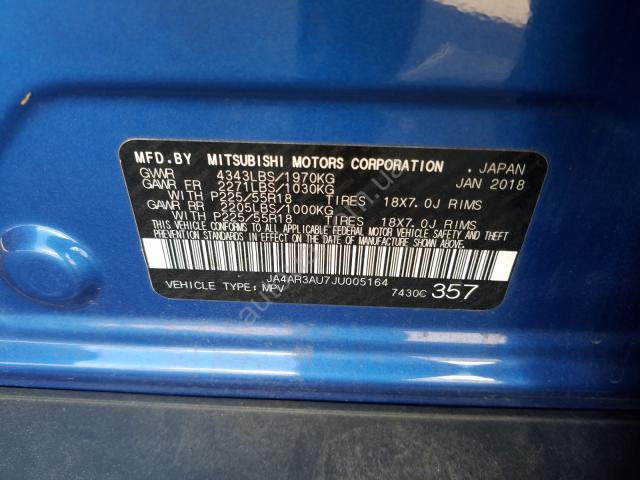 MFD.BY MITSUBISHI MOTORS CORPORATION . JAPAN
GVWR 4343LBS/1970KG JAN 2018
GAWR FR 2271LBS/1030KG
WITH P225/55R18 TIRES 18X7.0J RIMS
GAWR RR 2205LBS/1000KG
WITH P225/55R18 TIRES 18X7.0J RIMS
THIS VEHICLE CONFORMS TO ALL APPLICABLE FEDERAL MOTOR VEHICLE SAFETY AND THEFT
PREVENTION STANDARDS IN EFFECT ON THE DATE OF MANUFACTURE SHOWN ABOVE.
JA4AR3AU7JU005164
VEHICLE TYPE: MPV 7430C 357